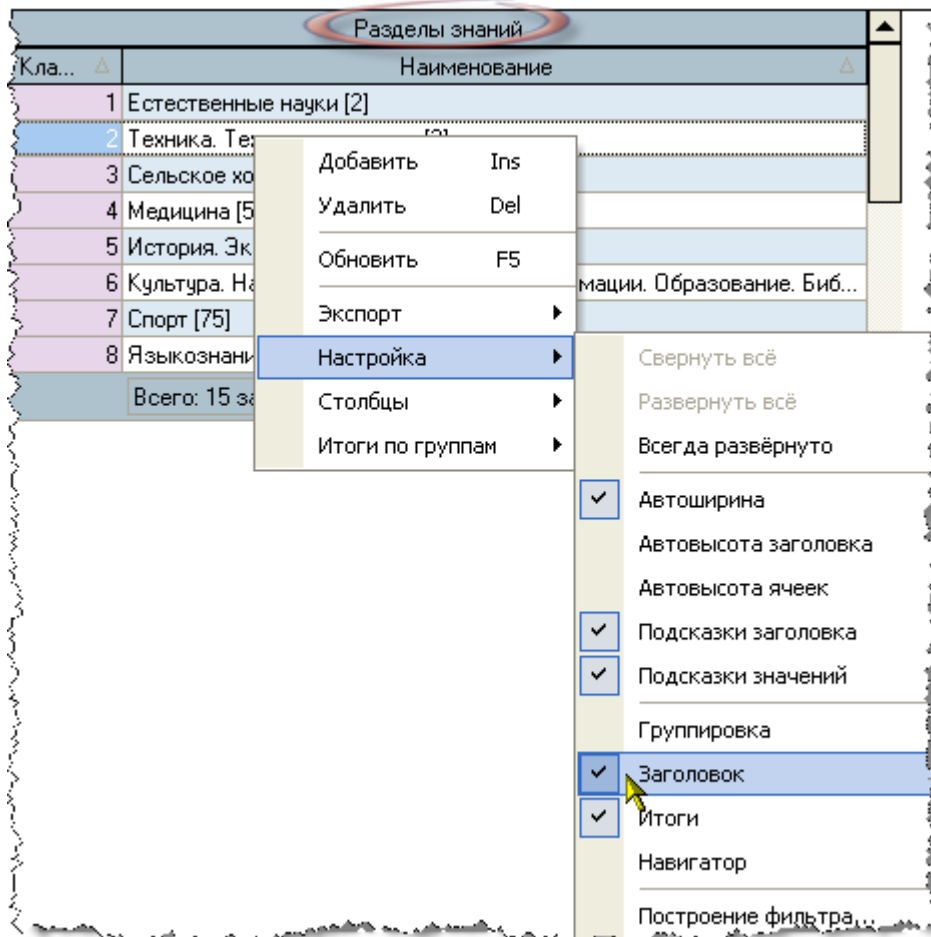 Разделы знаний
Кла... Наименование
1 Естественные науки [2]
2 Техника. Те
3 Сельское хо
4 Медицина [5
5 История. Эк
6 Культура. На мации. Образование. Биб...
7 Спорт [75]
8 Языкознани
Всего: 15 за
Добавить Ins
Удалить Del
Обновить F5
Экспорт
Настройка
Столбцы
Итоги по группам
Свернуть всё
Развернуть всё
Всегда развёрнуто
Автоширина
Автовысота заголовка
Автовысота ячеек
Подсказки заголовка
Подсказки значений
Группировка
Заголовок
Итоги
Навигатор
Построение фильтра...